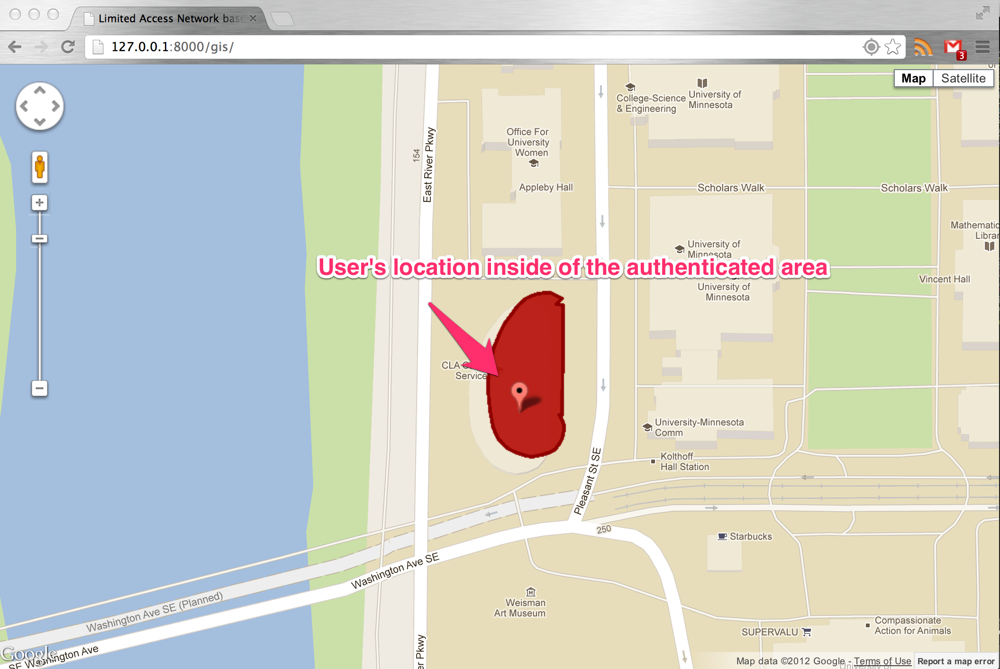 Limited Access Network bas
127.0.0.1:8000/gis/
3
Map
Satellite
College-Science
& Engineering
University of
Minnesota
Office For
University
Women
154
East River Pkwy
Appleby Hall
Scholars Walk
Scholars Walk
Mathematic
Librar
University of
Minnesota
User's location inside of the authenticated area
University of
Minnesota
Vincent Hall
CLA
Service
University-Minnesota
Comm
Kolthoff
Hall Station
Pleasant St SE
250
Starbucks
Washington Ave SE
Washington Ave SE (Planned)
Weisman
Art Museum
Compassionate
Action for Animals
SUPERVALU
er Pkwy
Google
SE Washington Ave
Map data ©2012 Google - Terms of Use
Report a map error
University of